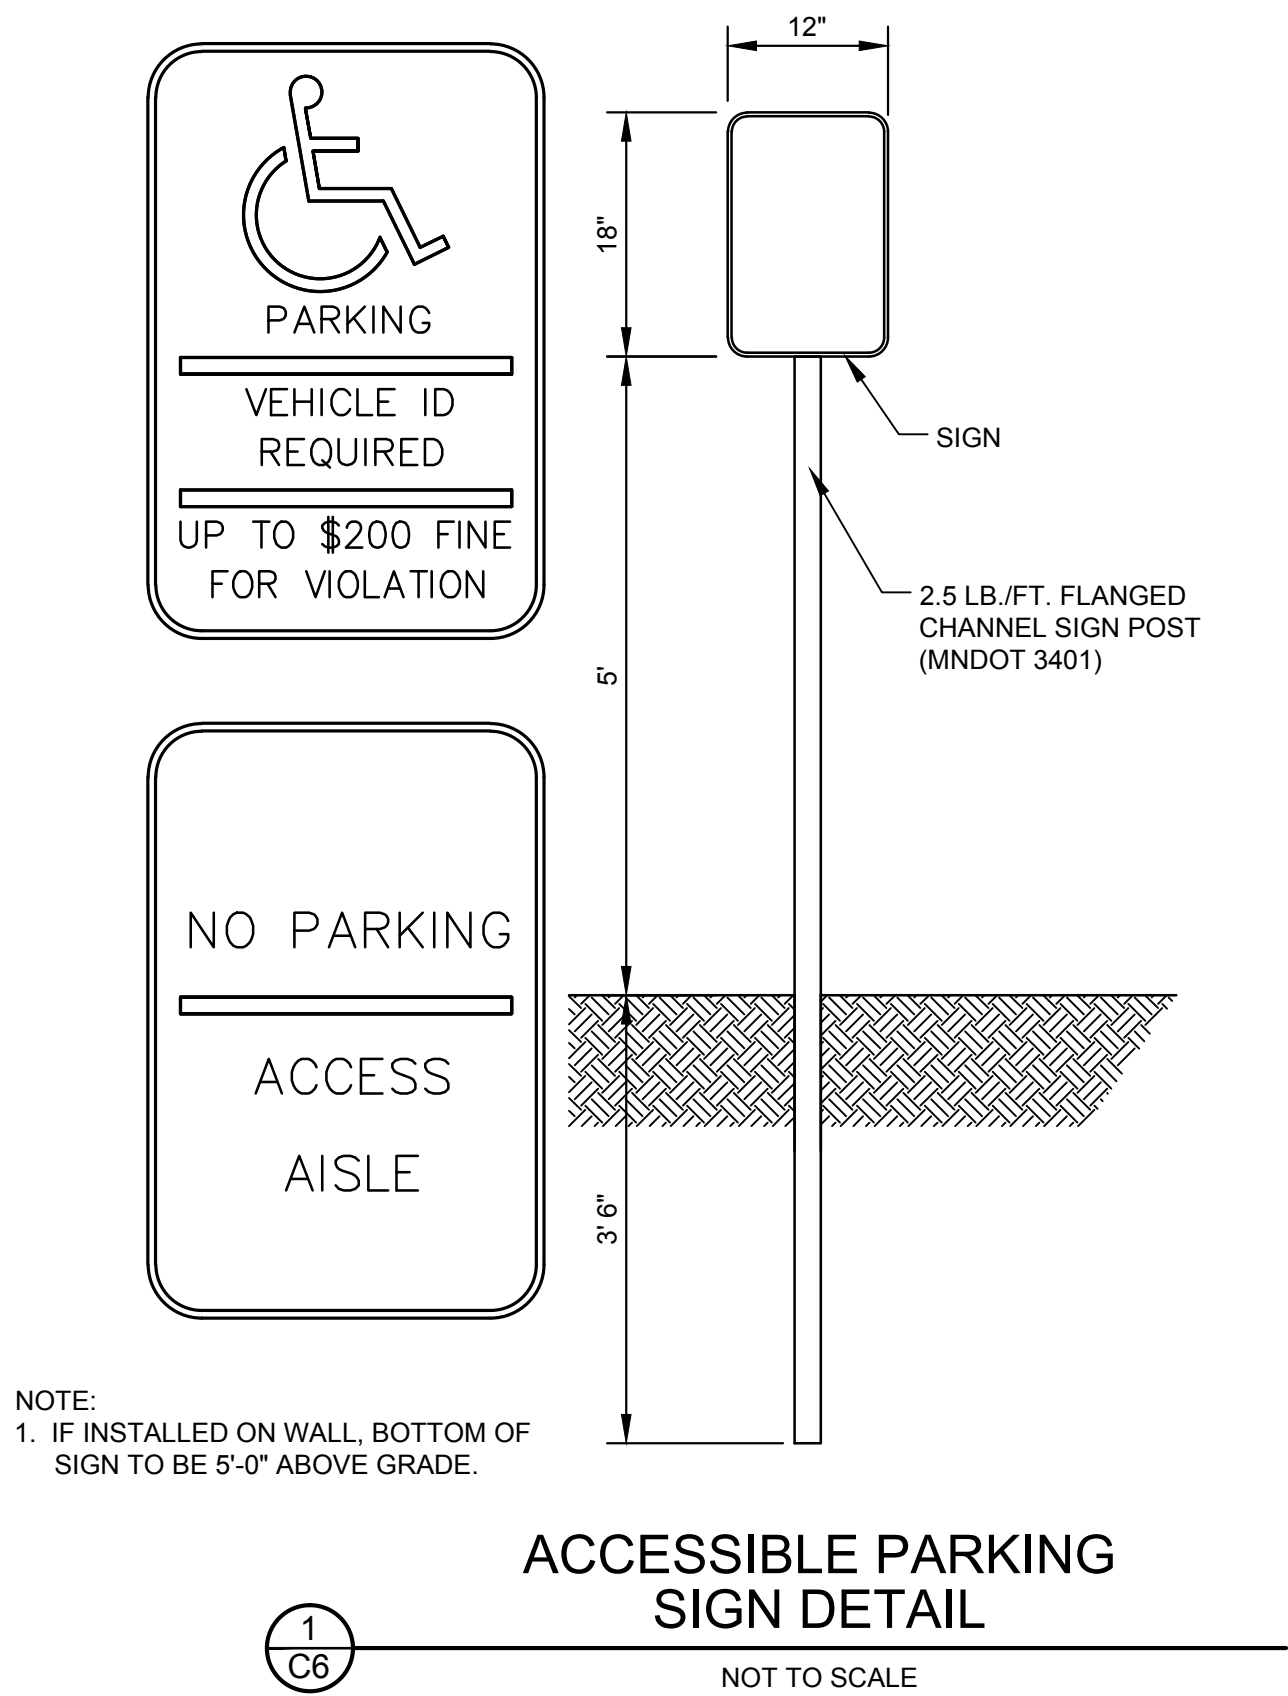 PARKING
VEHICLE ID
REQUIRED
UP TO $200 FINE
FOR VIOLATION
NO PARKING
ACCESS
AISLE
12"
18"
SIGN
2.5 LB./FT. FLANGED
CHANNEL SIGN POST
(MNDOT 3401)
5'
3' 6"
NOTE:
1. IF INSTALLED ON WALL, BOTTOM OF
SIGN TO BE 5'-0" ABOVE GRADE.
ACCESSIBLE PARKING
SIGN DETAIL
1
C6
NOT TO SCALE